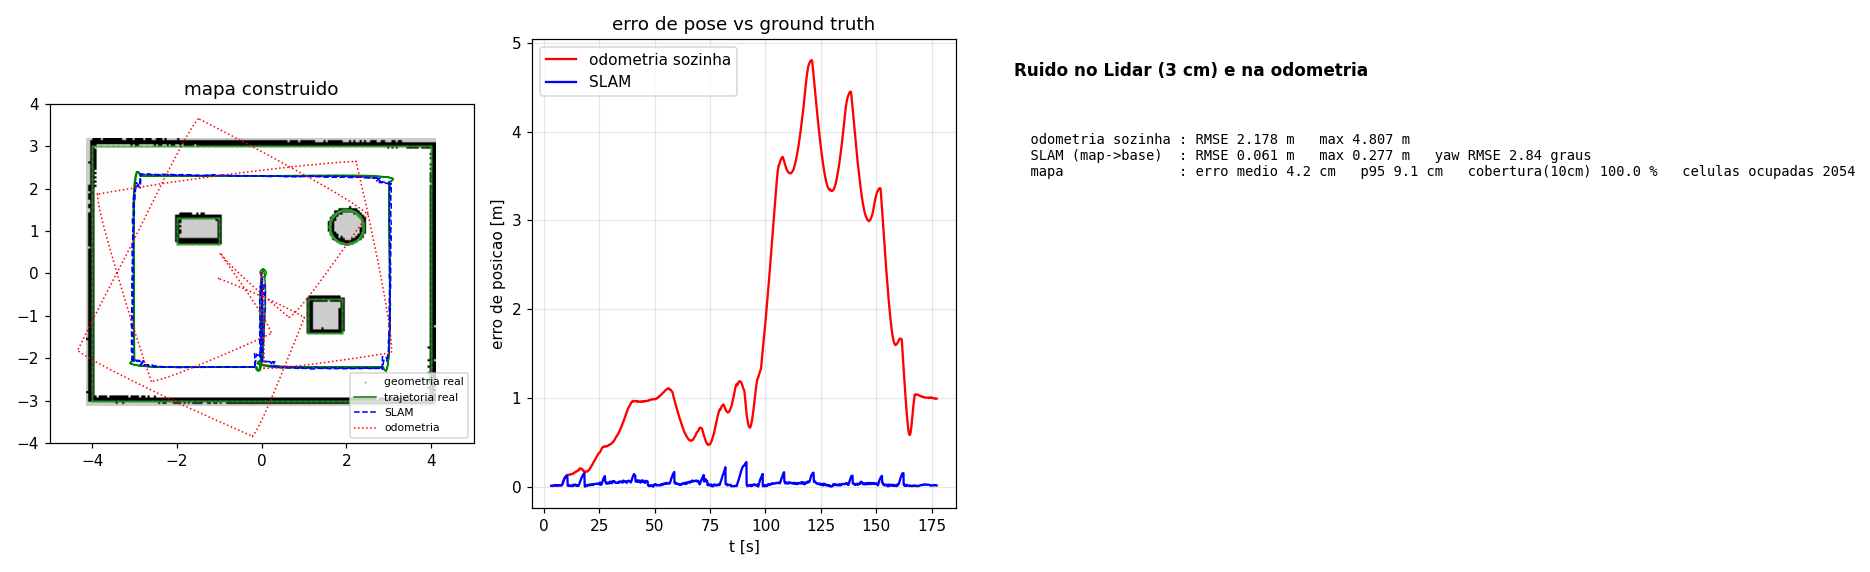 mapa construido
4
3
2
1
0
−1
−2
−3
−4
−4
−2
0
2
4
geometria real
trajetoria real
SLAM
odometria
erro de pose vs ground truth
odometria sozinha
SLAM
erro de posicao [m]
5
4
3
2
1
0
0
25
50
75
100
125
150
175
t [s]
Ruido no Lidar (3 cm) e na odometria
odometria sozinha : RMSE 2.178 m   max 4.807 m
SLAM (map->base)  : RMSE 0.061 m   max 0.277 m   yaw RMSE 2.84 graus
mapa              : erro medio 4.2 cm   p95 9.1 cm   cobertura(10cm) 100.0 %   celulas ocupadas 2054